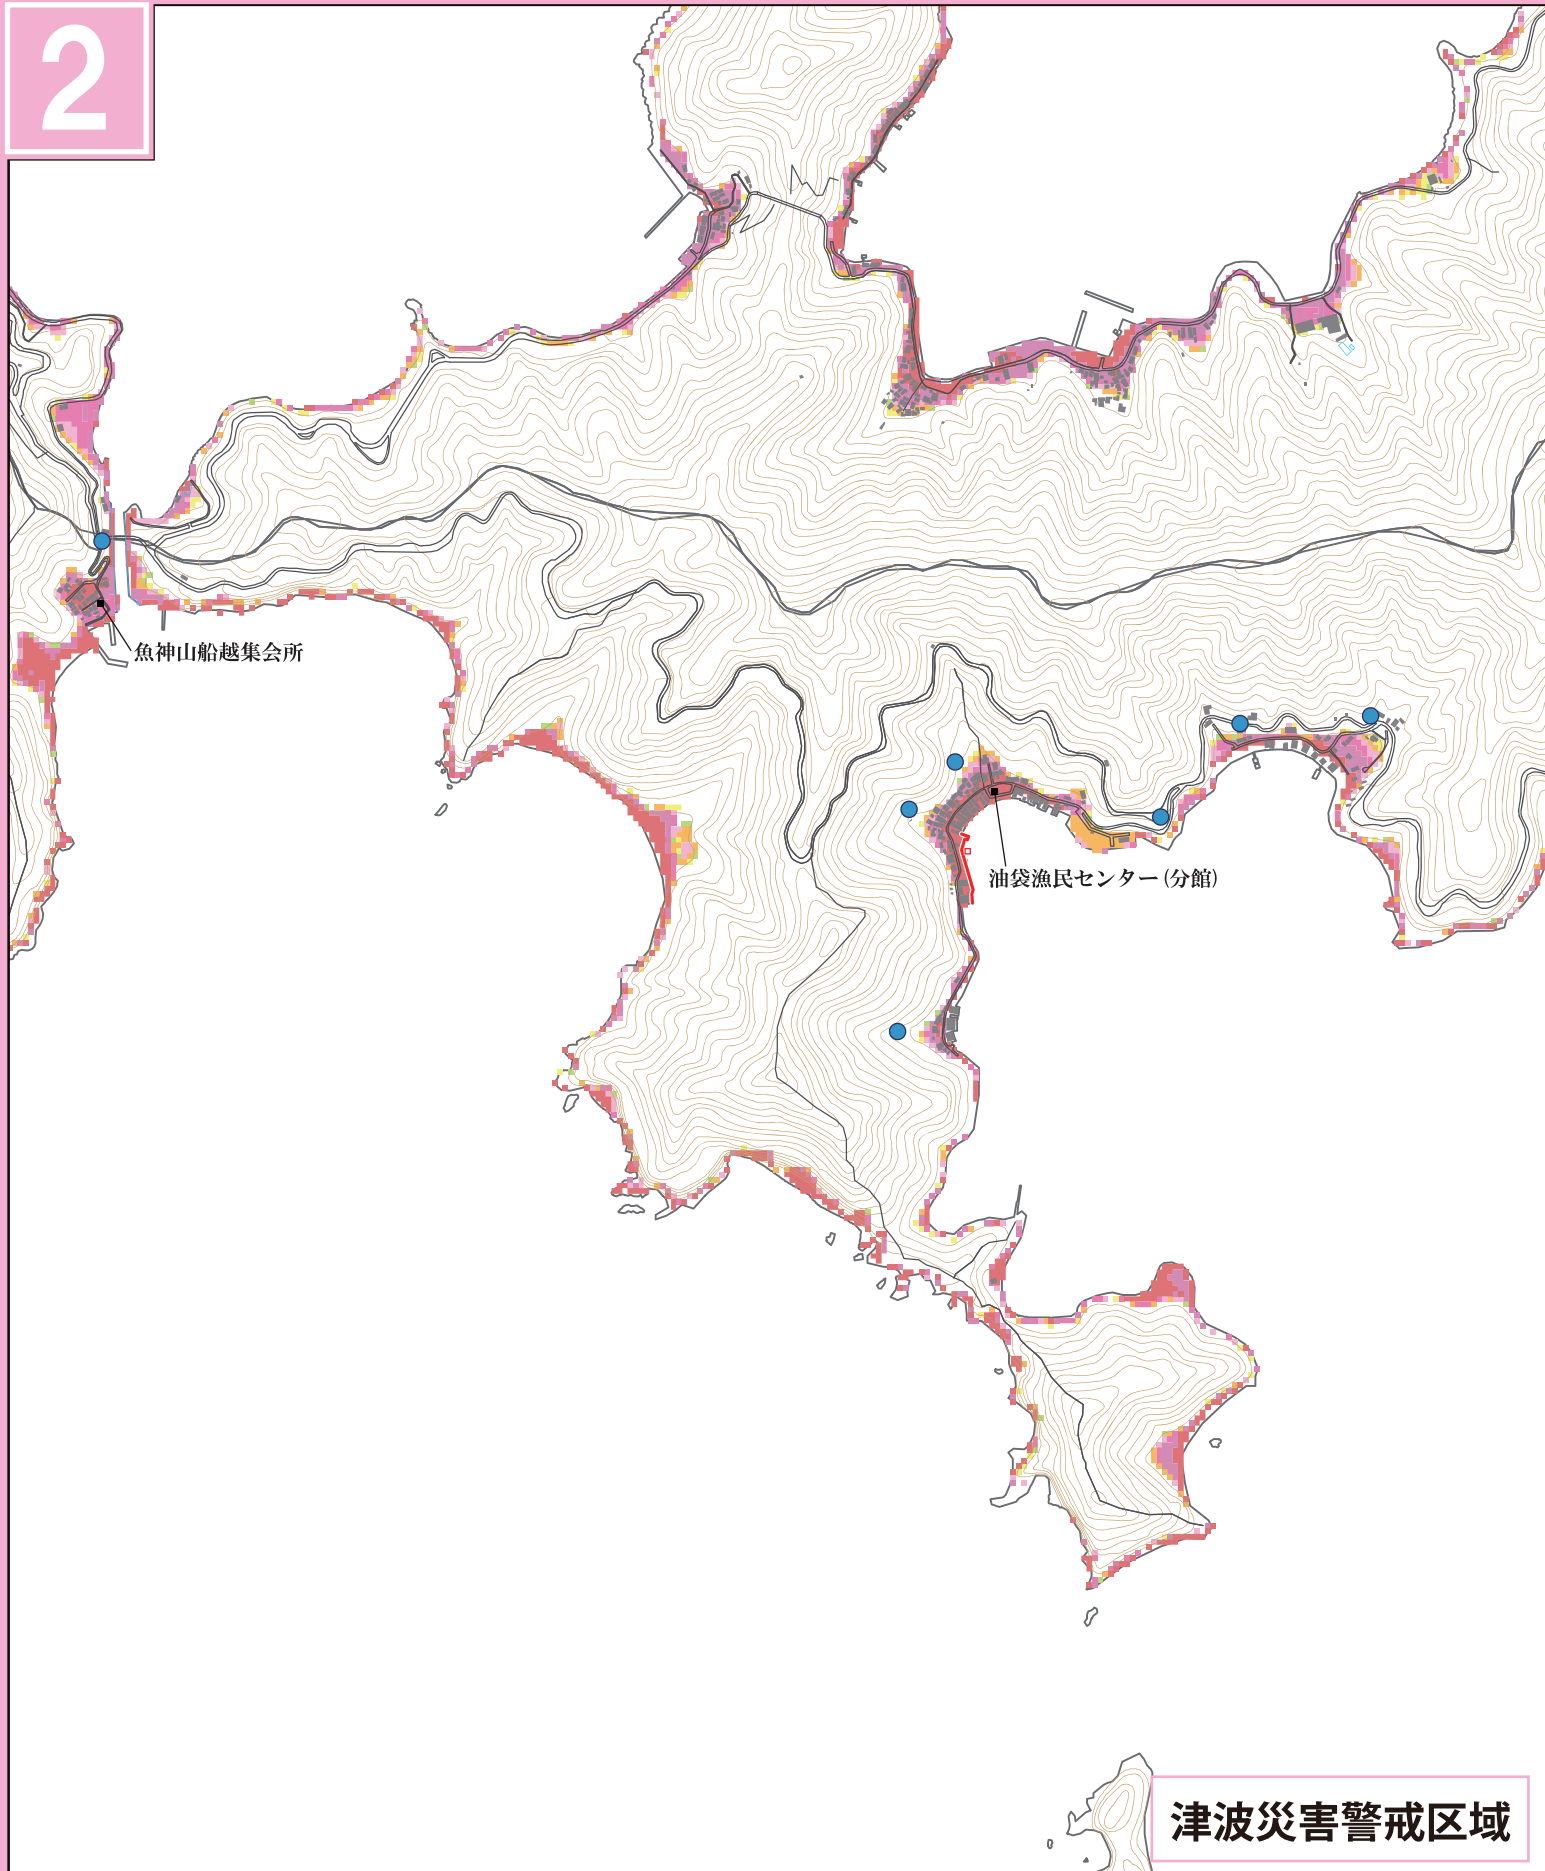 2
魚神山船越集会所
油袋漁民センター(分館)
津波災害警戒区域